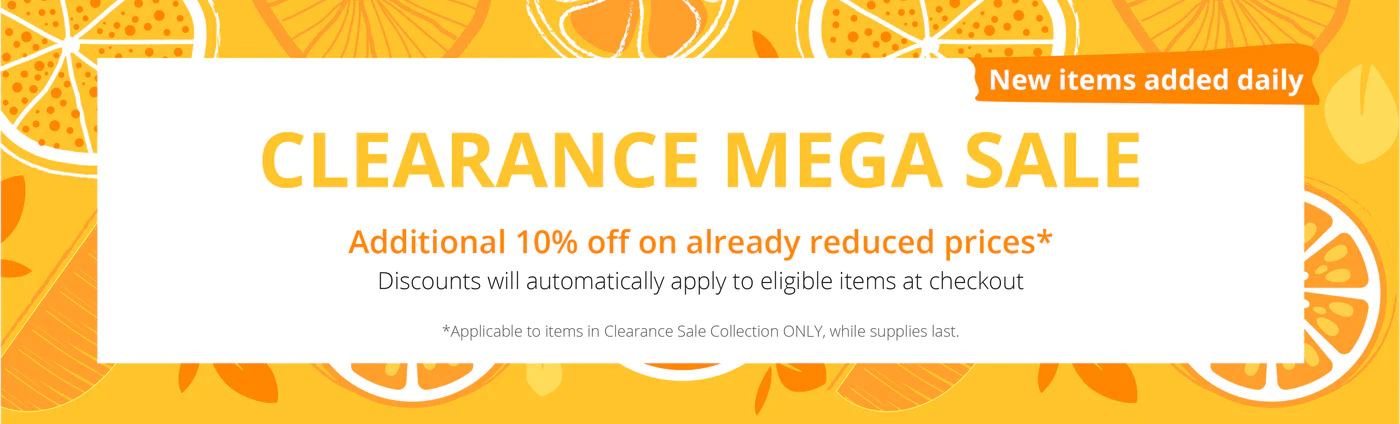 New items added daily
CLEARANCE MEGA SALE
Additional 10% off on already reduced prices*
Discounts will automatically apply to eligible items at checkout
*Applicable to items in Clearance Sale Collection ONLY, while supplies last.